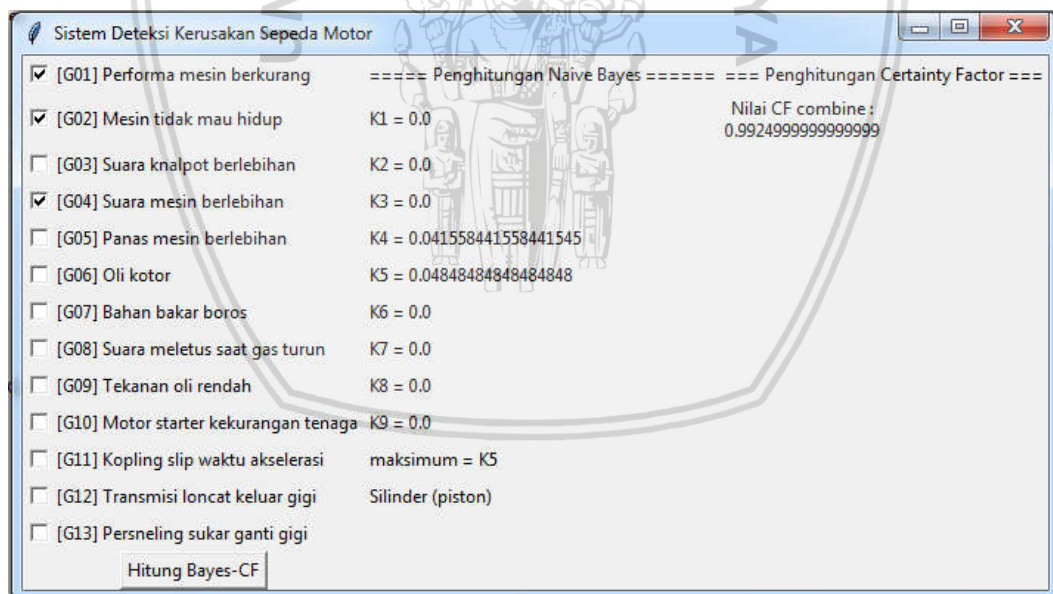 Sistem Deteksi Kerusakan Sepeda Motor
[G01] Performa mesin berkurang ===== Penghitungan Naive Bayes ====== === Penghitungan Certainty Factor ===
[G02] Mesin tidak mau hidup K1 = 0.0 Nilai CF combine :
0.9924999999999999
[G03] Suara knalpot berlebihan K2 = 0.0
[G04] Suara mesin berlebihan K3 = 0.0
[G05] Panas mesin berlebihan K4 = 0.041558441558441545
[G06] Oli kotor K5 = 0.04848484848484848
[G07] Bahan bakar boros K6 = 0.0
[G08] Suara meletus saat gas turun K7 = 0.0
[G09] Tekanan oli rendah K8 = 0.0
[G10] Motor starter kekurangan tenaga K9 = 0.0
[G11] Kopling slip waktu akselerasi maksimum = K5
[G12] Transmisi loncat keluar gigi Silinder (piston)
[G13] Persneling sukar ganti gigi
Hitung Bayes-CF